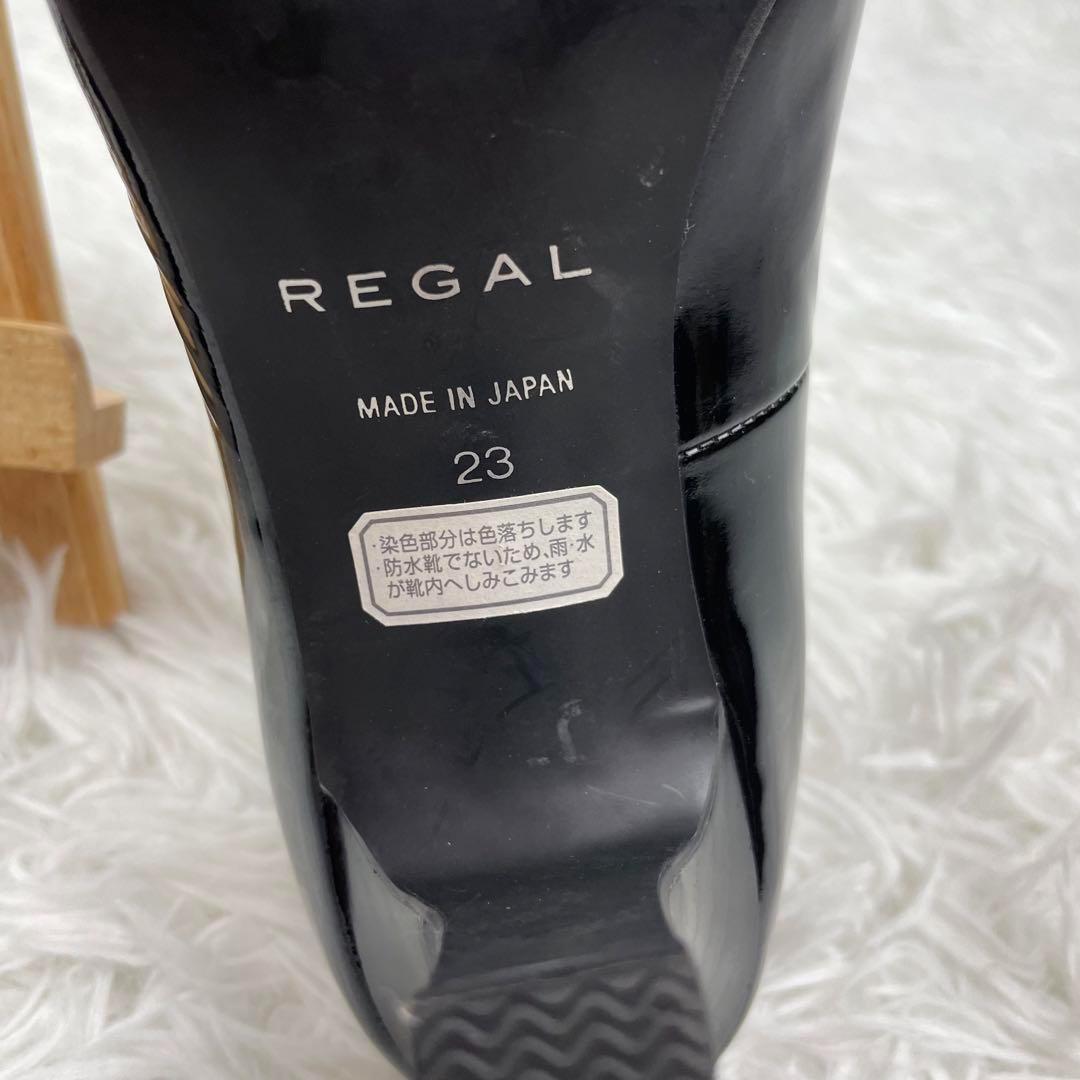 REGAL
MADE IN JAPAN
23
・染色部分は色落ちします
・防水靴でないため、雨・水
が靴内へしみこみます